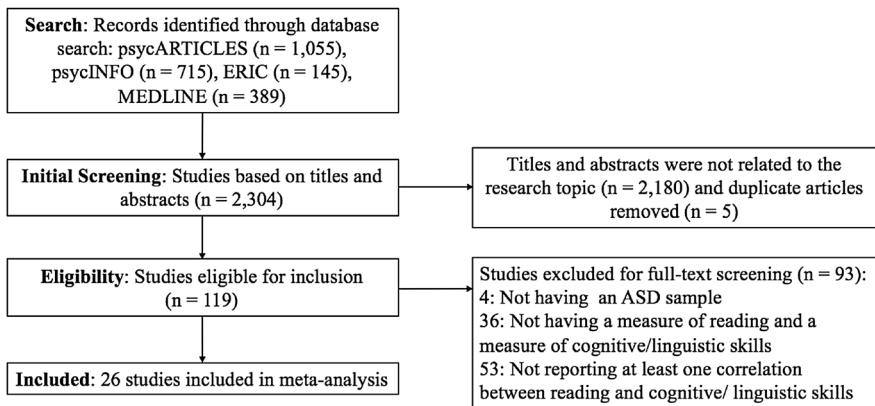 Search: Records identified through database
search: psycARTICLES (n = 1,055),
psycINFO (n = 715), ERIC (n = 145),
MEDLINE (n = 389)
Initial Screening: Studies based on titles and
abstracts (n = 2,304)
Titles and abstracts were not related to the
research topic (n = 2,180) and duplicate articles
removed (n = 5)
Eligibility: Studies eligible for inclusion
(n = 119)
Studies excluded for full-text screening (n = 93):
4: Not having an ASD sample
36: Not having a measure of reading and a
measure of cognitive/linguistic skills
53: Not reporting at least one correlation
between reading and cognitive/ linguistic skills
Included: 26 studies included in meta-analysis